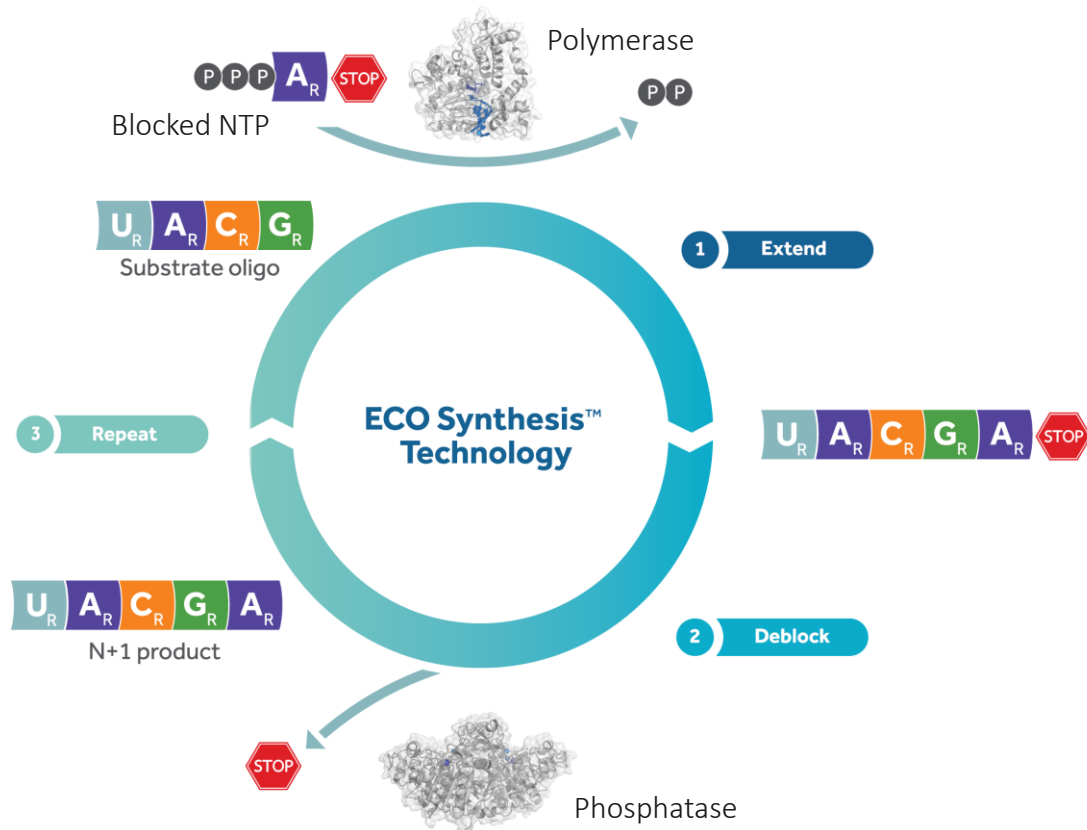 Polymerase
P P P A R STOP
P P
Blocked NTP
U R A R C R G R
Substrate oligo
1 Extend
ECO Synthesis™
Technology
3 Repeat
U R A R C R G R A R STOP
U R A R C R G R A R
N+1 product
2 Deblock
STOP
Phosphatase